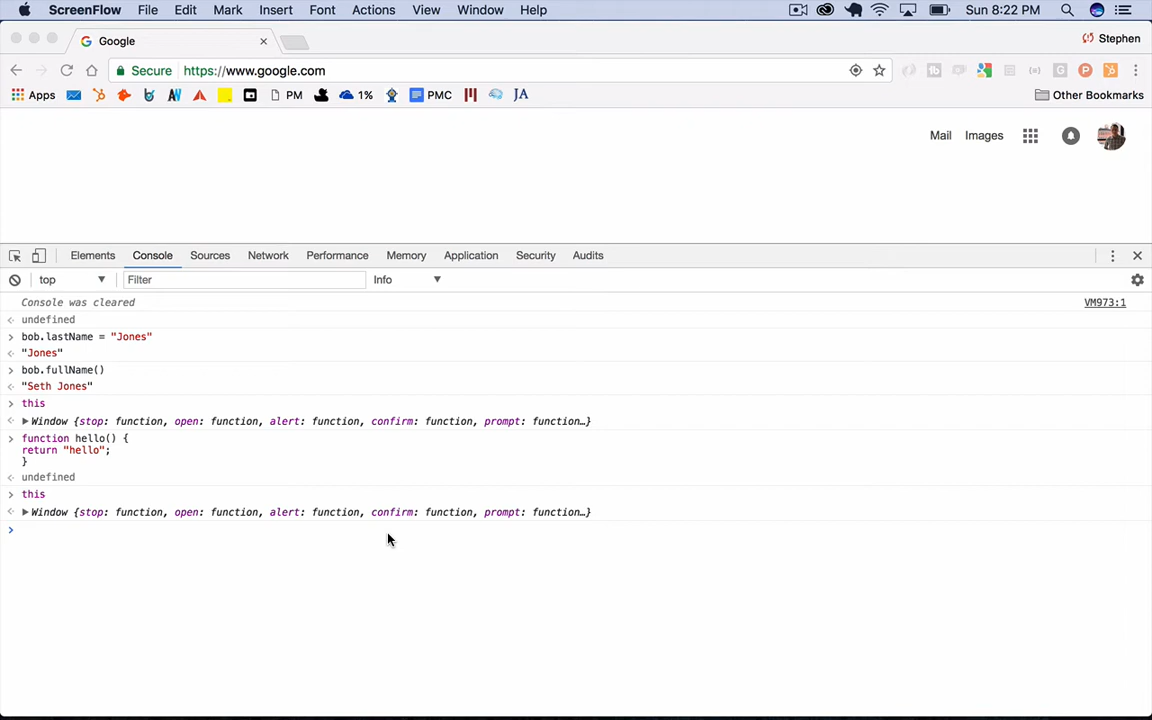 ScreenFlow File Edit Mark Insert Font Actions View Window Help Sun 8:22 PM
Google Stephen
Secure https://www.google.com
Apps PM 1% PMC JA Other Bookmarks
Mail Images
Elements Console Sources Network Performance Memory Application Security Audits
top Filter Info
Console was cleared VM973:1
undefined
bob.lastName = "Jones"
"Jones"
bob.fullName()
"Seth Jones"
this
Window {stop: function, open: function, alert: function, confirm: function, prompt: function…}
function hello() {
return "hello";
}
undefined
this
Window {stop: function, open: function, alert: function, confirm: function, prompt: function…}